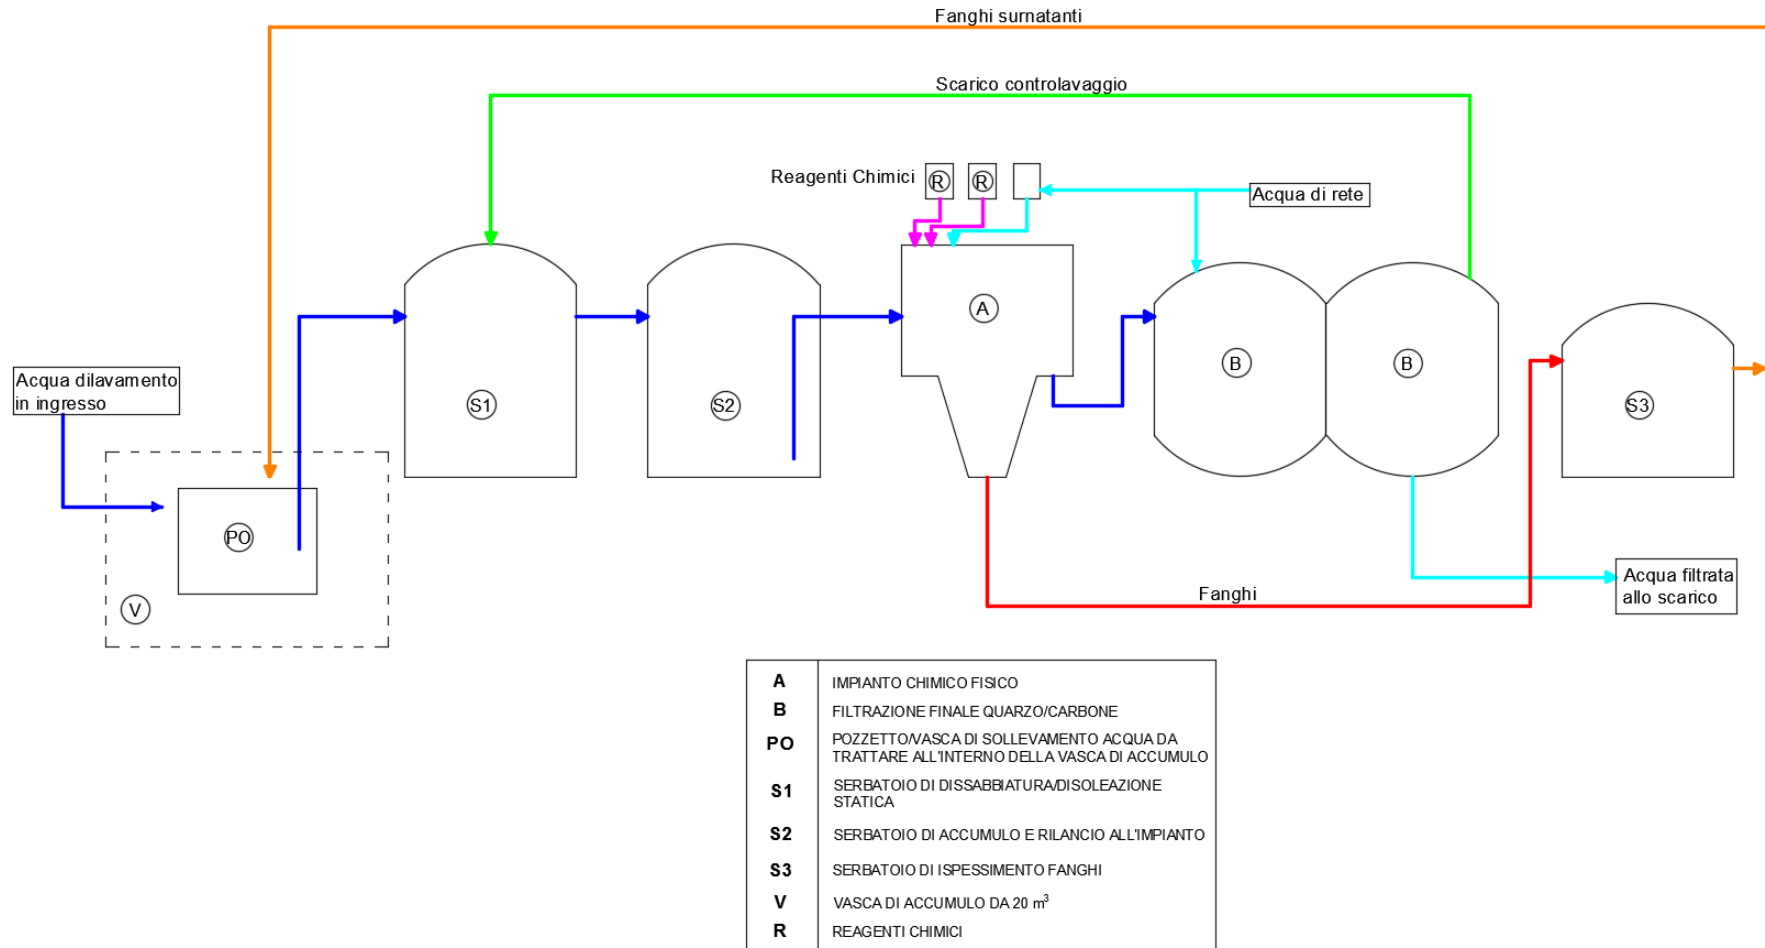 Fanghi surnatanti
Scarico controlavaggio
Reagenti Chimici
R
R
Acqua di rete
A
B
B
S1
S2
S3
Acqua dilavamento
in ingresso
PO
V
Fanghi
Acqua filtrata
allo scarico
A IMPIANTO CHIMICO FISICO
B FILTRAZIONE FINALE QUARZO/CARBONE
PO POZZETTO/VASCA DI SOLLEVAMENTO ACQUA DA
TRATTARE ALL'INTERNO DELLA VASCA DI ACCUMULO
S1 SERBATOIO DI DISSABBIATURA/DISOLEAZIONE
STATICA
S2 SERBATOIO DI ACCUMULO E RILANCIO ALL'IMPIANTO
S3 SERBATOIO DI ISPESSIMENTO FANGHI
V VASCA DI ACCUMULO DA 20 m³
R REAGENTI CHIMICI